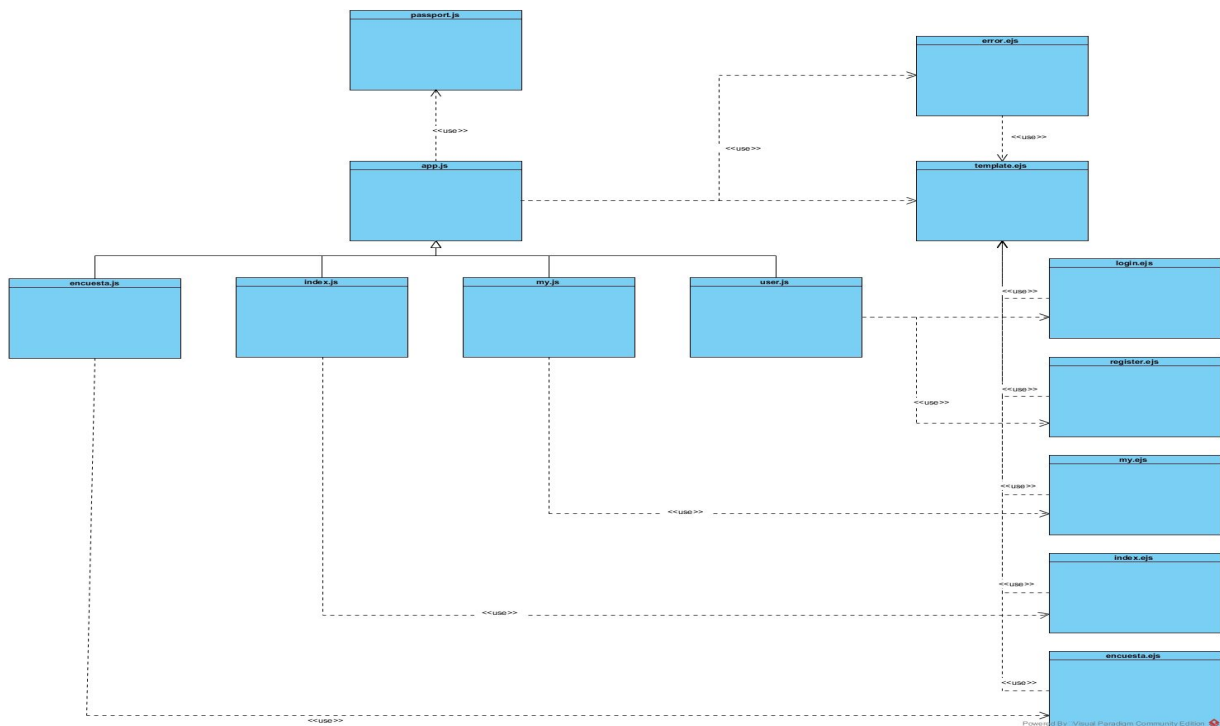 passport.js
error.ejs
<<use>>
<<use>>
<<use>>
app.js
template.ejs
encuesta.js
index.js
my.js
user.js
login.ejs
<<use>>
register.ejs
<<use>>
<<use>>
my.ejs
<<use>>
<<use>>
index.ejs
<<use>>
<<use>>
encuesta.ejs
<<use>>
<<use>>
Powered By Visual Paradigm Community Edition